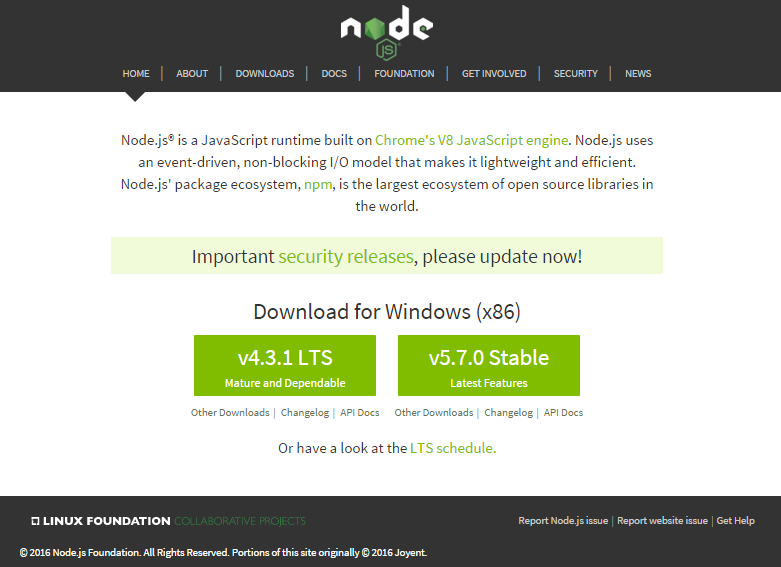 node
JS
HOME | ABOUT | DOWNLOADS | DOCS | FOUNDATION | GET INVOLVED | SECURITY | NEWS
Node.js® is a JavaScript runtime built on Chrome's V8 JavaScript engine. Node.js uses
an event-driven, non-blocking I/O model that makes it lightweight and efficient.
Node.js' package ecosystem, npm, is the largest ecosystem of open source libraries in
the world.
Important security releases, please update now!
Download for Windows (x86)
v4.3.1 LTS
Mature and Dependable
v5.7.0 Stable
Latest Features
Other Downloads | Changelog | API Docs
Other Downloads | Changelog | API Docs
Or have a look at the LTS schedule.
LINUX FOUNDATION COLLABORATIVE PROJECTS
Report Node.js issue | Report website issue | Get Help
© 2016 Node.js Foundation. All Rights Reserved. Portions of this site originally © 2016 Joyent.